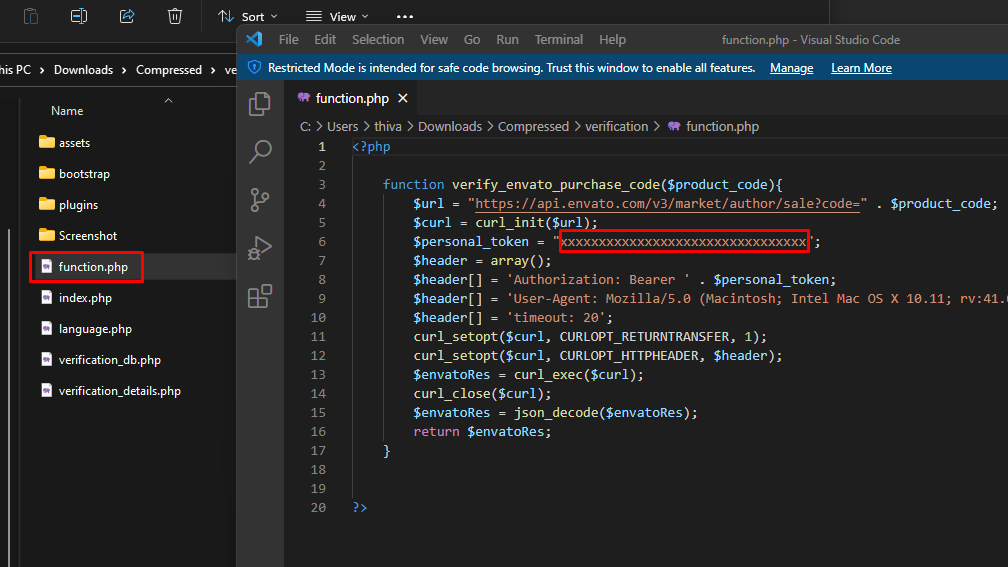 Sort View •••
File Edit Selection View Go Run Terminal Help function.php - Visual Studio Code
Restricted Mode is intended for safe code browsing. Trust this window to enable all features. Manage Learn More
his PC > Downloads > Compressed > ve
function.php ×
C: > Users > thiva > Downloads > Compressed > verification > function.php
Name
assets
bootstrap
plugins
Screenshot
function.php
index.php
language.php
verification_db.php
verification_details.php
1 <?php
2
3 function verify_envato_purchase_code($product_code){
4 $url = "https://api.envato.com/v3/market/author/sale?code=" . $product_code;
5 $curl = curl_init($url);
6 $personal_token = "xxxxxxxxxxxxxxxxxxxxxxxxxxxxxxxx";
7 $header = array();
8 $header[] = 'Authorization: Bearer ' . $personal_token;
9 $header[] = 'User-Agent: Mozilla/5.0 (Macintosh; Intel Mac OS X 10.11; rv:41.
10 $header[] = 'timeout: 20';
11 curl_setopt($curl, CURLOPT_RETURNTRANSFER, 1);
12 curl_setopt($curl, CURLOPT_HTTPHEADER, $header);
13 $envatoRes = curl_exec($curl);
14 curl_close($curl);
15 $envatoRes = json_decode($envatoRes);
16 return $envatoRes;
17 }
18
19
20 ?>